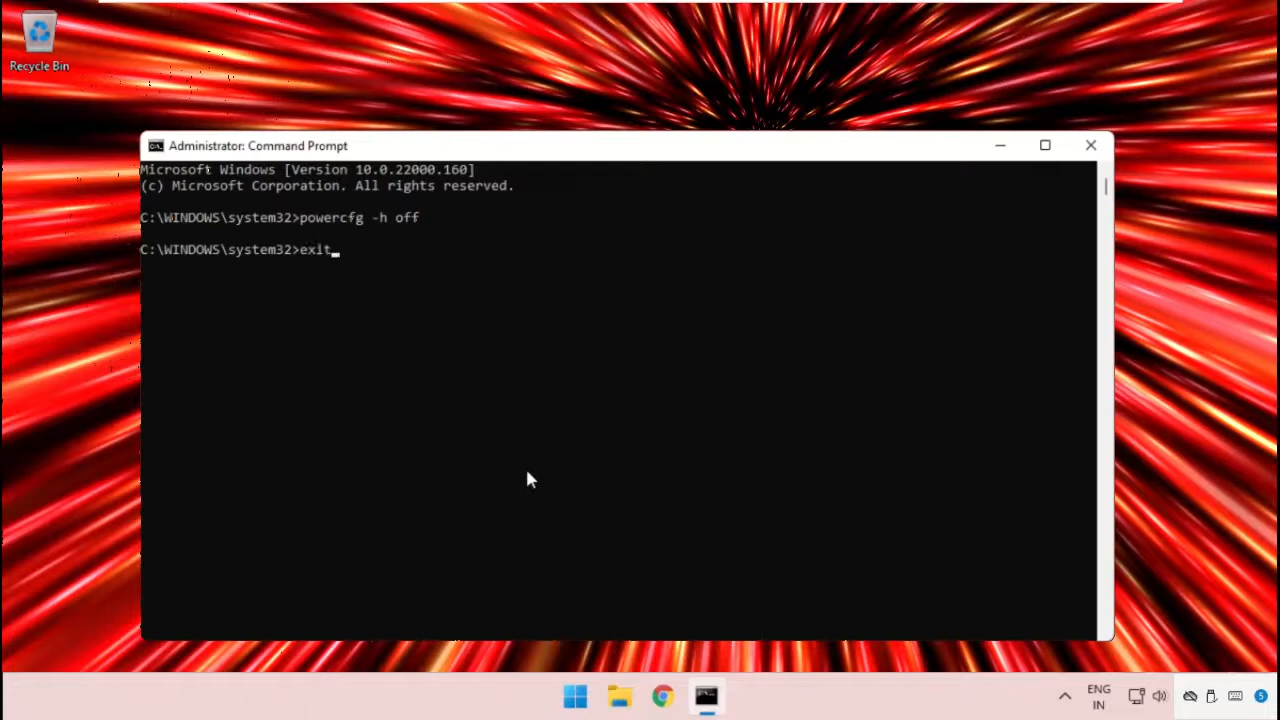 Recycle Bin
Administrator: Command Prompt
Microsoft Windows [Version 10.0.22000.160]
(c) Microsoft Corporation. All rights reserved.
C:\WINDOWS\system32>powercfg -h off
C:\WINDOWS\system32>exit
ENG
IN
5